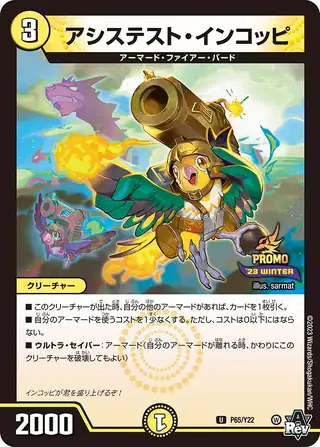 3
アシステスト・インコッピ
アーマード・ファイアー・バード
PROMO
'23 WINTER
illus. sarmat
クリーチャー
■このクリーチャーが出た時、自分の他のアーマードがあれば、カードを1枚引く。
■自分のアーマードを使うコストを1少なくする。ただし、コストは0以下にはならない。
■ウルトラ・セイバー:アーマード(自分のアーマードが離れる時、かわりにこのクリーチャーを破壊してもよい)
インコッピが君を盛り上げるぞ!
©2023 Wizards/Shogakukan/WHC
2000
1
U P65/Y22
W
Rev